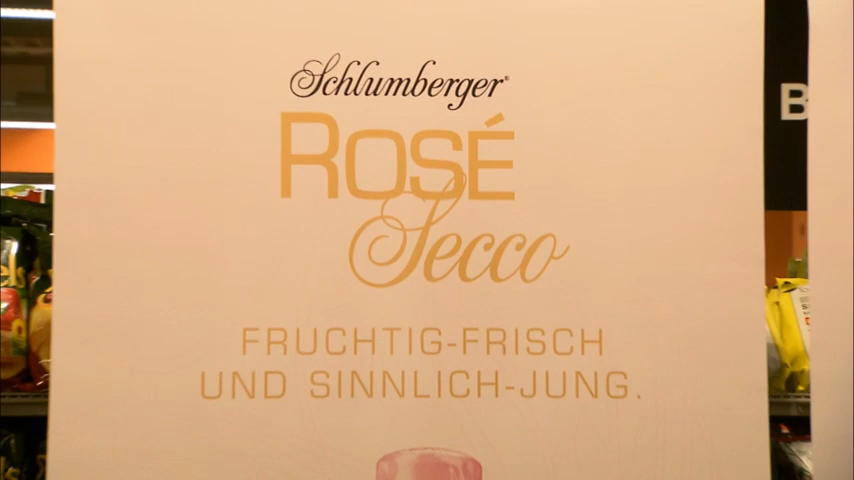 Schlumberger®
ROSÉ
Secco
FRUCHTIG-FRISCH
UND SINNLICH-JUNG.
B